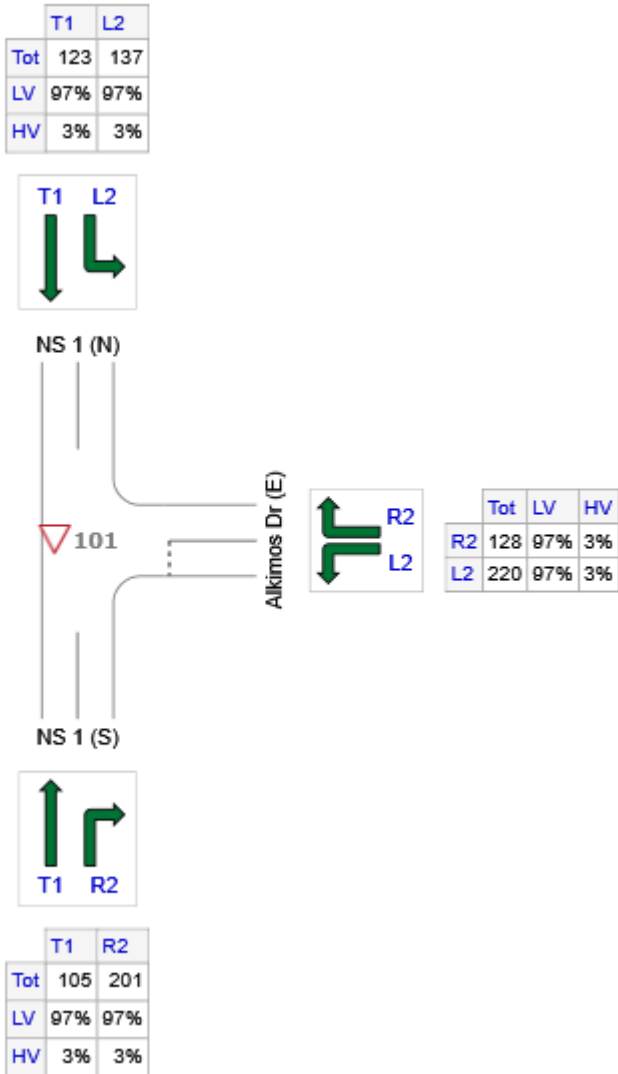 T1 L2
Tot 123 137
LV 97% 97%
HV 3% 3%
T1 L2
NS 1 (N)
101
Alkimos Dr (E)
R2
L2
Tot LV HV
R2 128 97% 3%
L2 220 97% 3%
NS 1 (S)
T1 R2
T1 R2
Tot 105 201
LV 97% 97%
HV 3% 3%